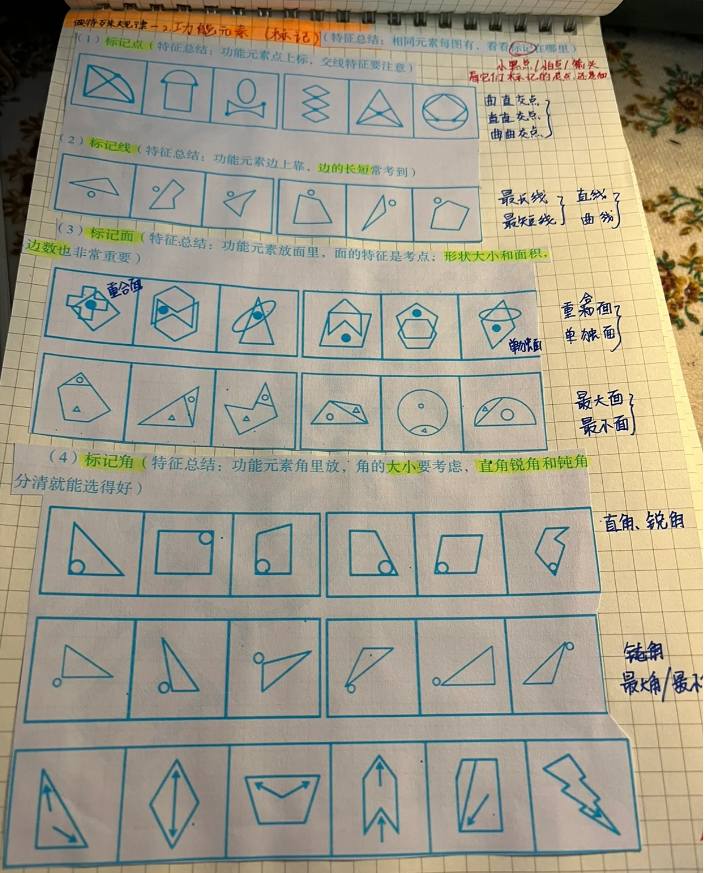 四特殊规律→2.功能元素(标记)(特征总结:相同元素每图有,看看标记在哪里)
(1)标记点(特征总结:功能元素点上标,交线特征要注意)
小黑点/
看它们标记的是点,还是面
曲直交点
直直交点
曲曲交点
(2)标记线(特征总结:功能元素边上靠,边的长短常考到)
最长线 直线
最短线 曲线
(3)标记面(特征总结:功能元素放面里,面的特征是考点:形状大小和面积,
边数也非常重要)
重合面
单独面
重合面
单独面
最大面
最小面
(4)标记角(特征总结:功能元素角里放,角的大小要考虑,直角锐角和钝角
分清就能选得好)
直角、锐角
钝角
最大角/最小